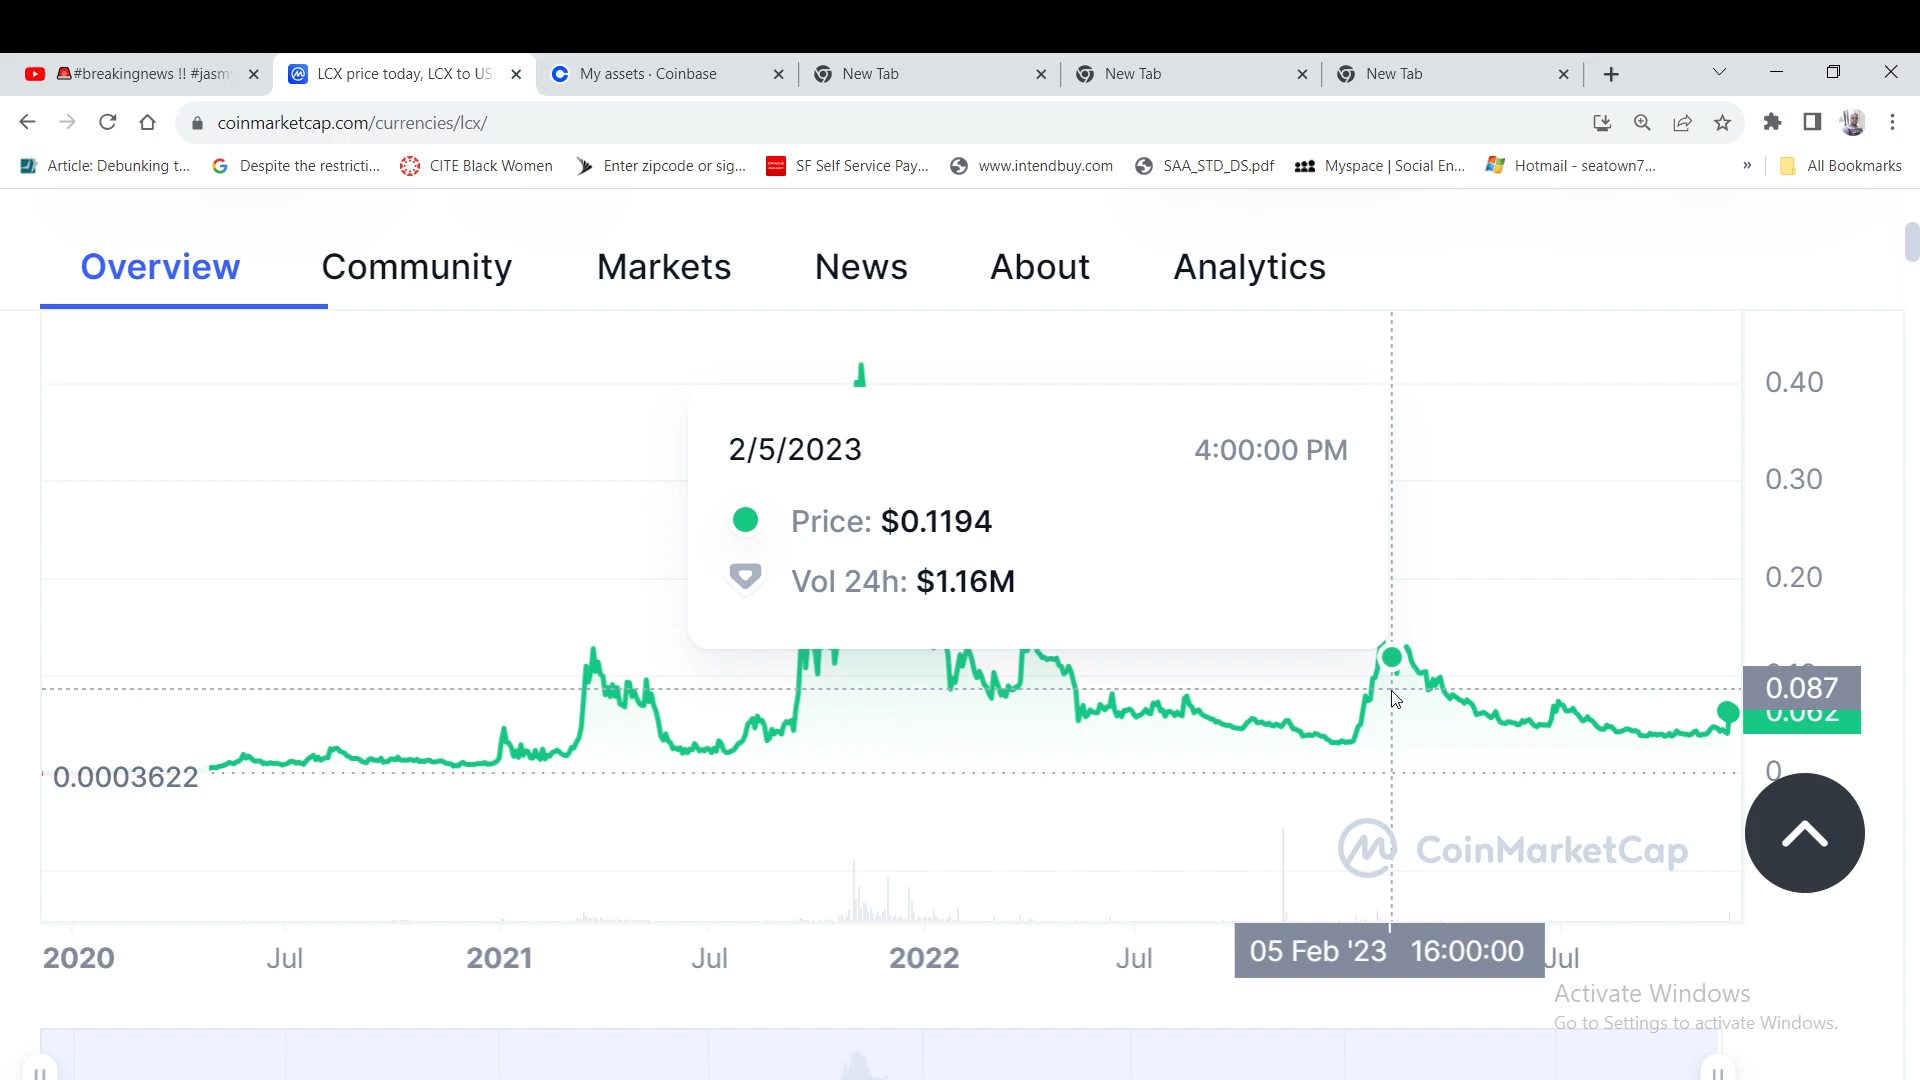 #breakingnews !! #jasm
LCX price today, LCX to US
My assets · Coinbase
New Tab
New Tab
New Tab
coinmarketcap.com/currencies/lcx/
Article: Debunking t...
Despite the restricti...
CITE Black Women
Enter zipcode or sig...
SF Self Service Pay...
www.intendbuy.com
SAA_STD_DS.pdf
Myspace | Social En...
Hotmail - seatown7...
»
All Bookmarks
Overview
Community
Markets
News
About
Analytics
0.40
2/5/2023
4:00:00 PM
0.30
Price: $0.1194
0.20
Vol 24h: $1.16M
0.087
0.062
0.0003622
0
CoinMarketCap
2020
Jul
2021
Jul
2022
Jul
05 Feb '23 16:00:00
Jul
Activate Windows
Go to Settings to activate Windows.